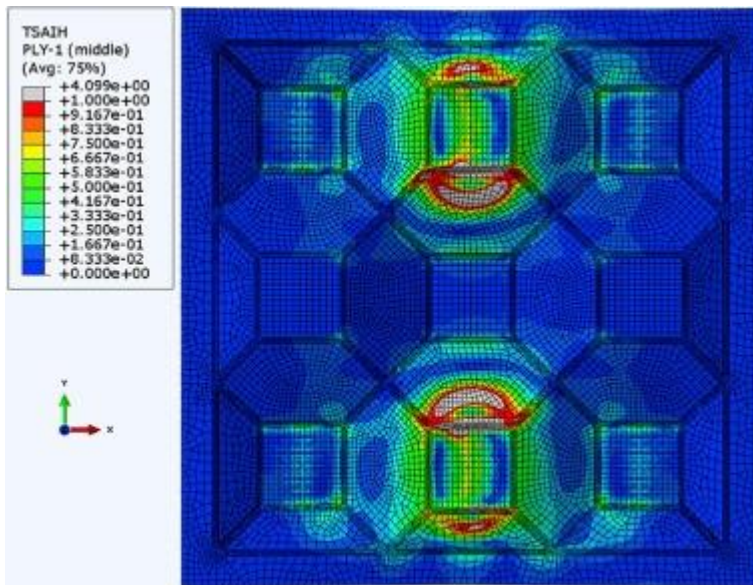 TSAIH
PLY-1 (middle)
(Avg: 75%)
+4.099e+00
+1.000e+00
+9.167e-01
+8.333e-01
+7.500e-01
+6.667e-01
+5.833e-01
+5.000e-01
+4.167e-01
+3.333e-01
+2.500e-01
+1.667e-01
+8.333e-02
+0.000e+00
Y
X